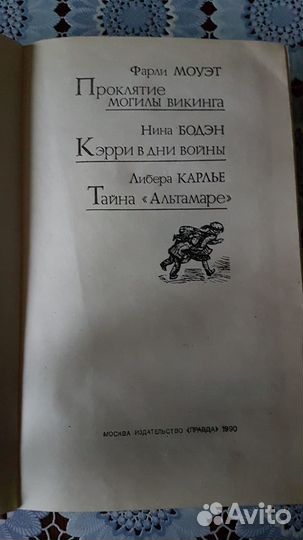 Фарли МОУЭТ
Проклятие
могилы викинга
Нина БОДЭН
Кэрри в дни войны
Либера КАРЛЬЕ
Тайна «Альтамаре»
МОСКВА ИЗДАТЕЛЬСТВО «ПРАВДА» 1990
Avito